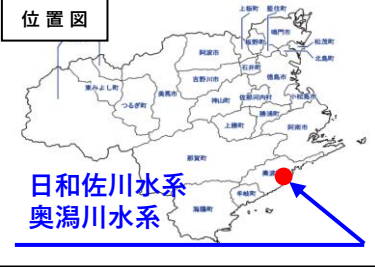 位置図
上板町
藍住町
鳴門市
板野町
松茂町
北島町
阿波市
石井町
徳島市
吉野川市
東みよし町
美馬市
つるぎ町
神山町
佐那河内村
小松島市
勝浦町
上勝町
阿南市
那賀町
美波
牟岐町
海陽町
日和佐川水系
奥潟川水系